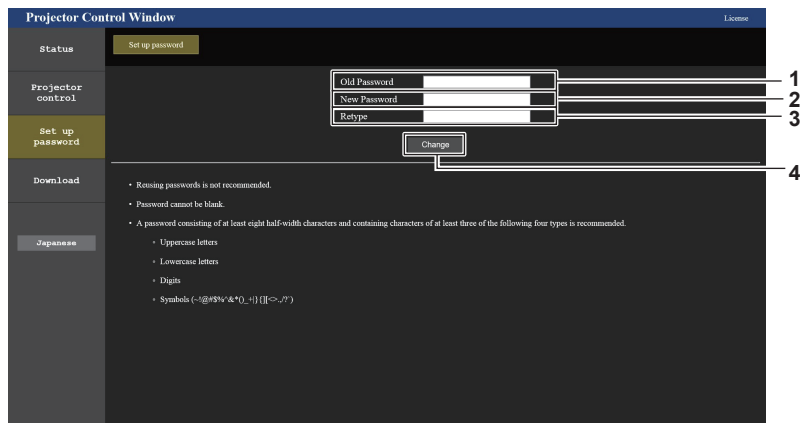 Projector Control Window
License
Status
Set up password
Projector
control
Old Password
1
New Password
2
Retype
3
Set up
password
Change
4
Download
• Reusing passwords is not recommended.
• Password cannot be blank.
• A password consisting of at least eight half-width characters and containing characters of at least three of the following four types is recommended.
Japanese
Uppercase letters
Lowercase letters
Digits
Symbols (~!@#$%^&*()_+|}{][<>.,/?`)